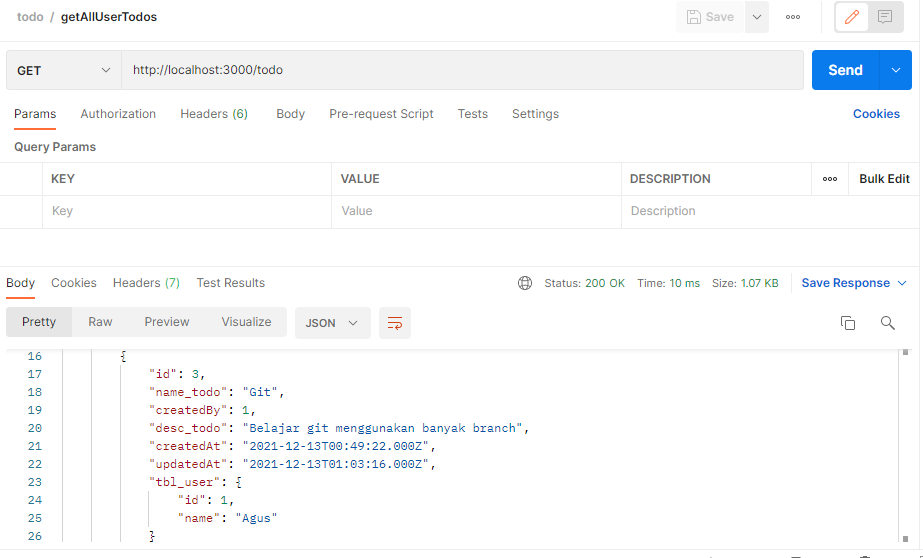 todo / getAllUserTodos
Save
GET http://localhost:3000/todo Send
Params Authorization Headers (6) Body Pre-request Script Tests Settings Cookies
Query Params
KEY VALUE DESCRIPTION Bulk Edit
Key Value Description
Body Cookies Headers (7) Test Results Status: 200 OK Time: 10 ms Size: 1.07 KB Save Response
Pretty Raw Preview Visualize JSON
16 {
17 "id": 3,
18 "name_todo": "Git",
19 "createdBy": 1,
20 "desc_todo": "Belajar git menggunakan banyak branch",
21 "createdAt": "2021-12-13T00:49:22.000Z",
22 "updatedAt": "2021-12-13T01:03:16.000Z",
23 "tbl_user": {
24 "id": 1,
25 "name": "Agus"
26 }